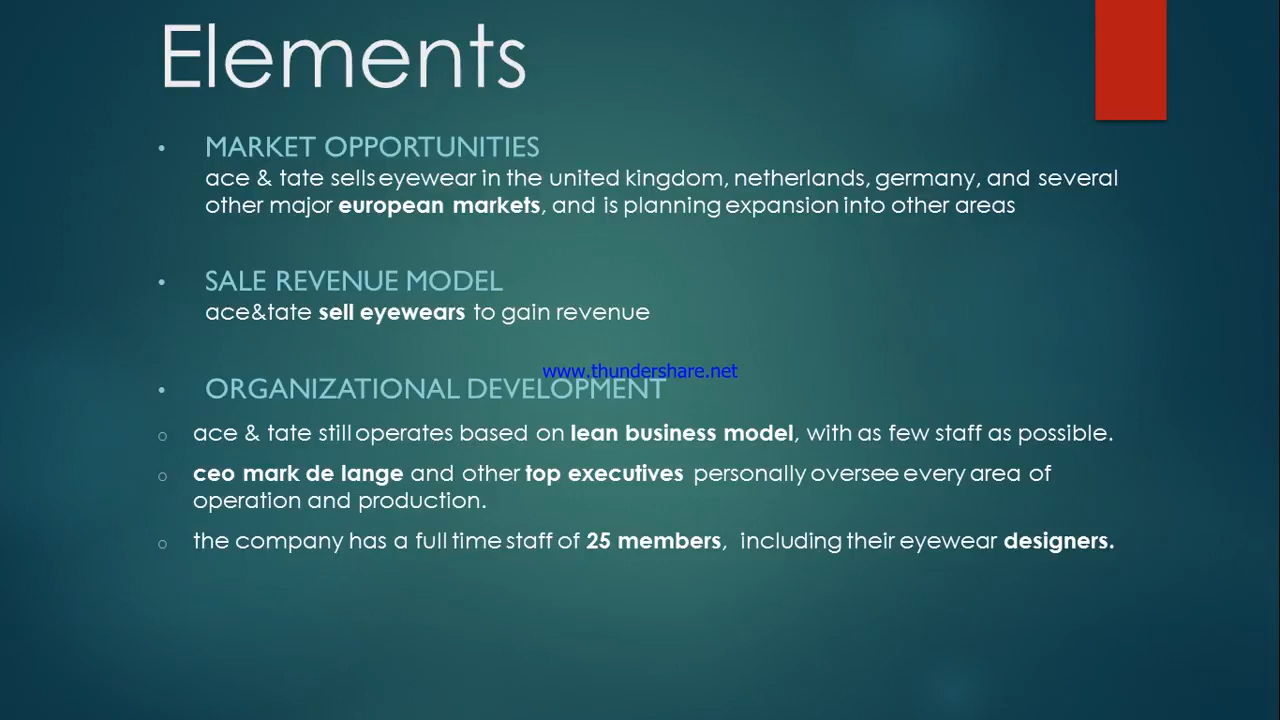 Elements
• MARKET OPPORTUNITIES
ace & tate sells eyewear in the united kingdom, netherlands, germany, and several
other major european markets, and is planning expansion into other areas
• SALE REVENUE MODEL
ace&tate sell eyewears to gain revenue
www.thundershare.net
• ORGANIZATIONAL DEVELOPMENT
o ace & tate still operates based on lean business model, with as few staff as possible.
o ceo mark de lange and other top executives personally oversee every area of
operation and production.
o the company has a full time staff of 25 members, including their eyewear designers.